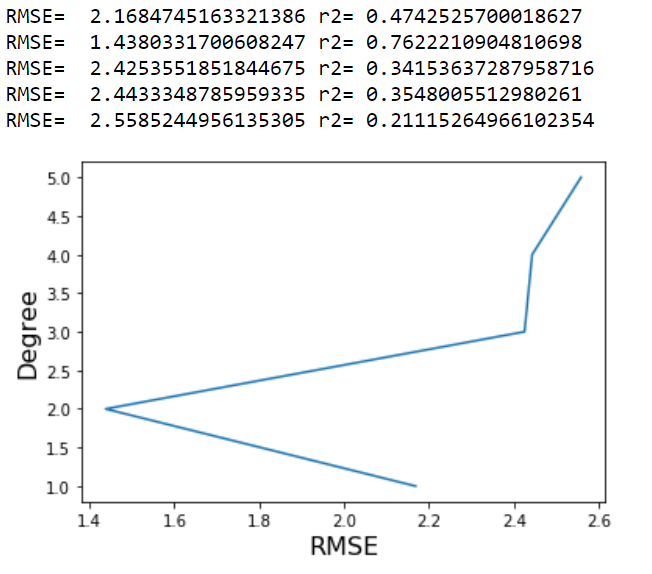 RMSE=  2.1684745163321386 r2= 0.4742525700018627
RMSE=  1.4380331700608247 r2= 0.7622210904810698
RMSE=  2.4253551851844675 r2= 0.34153637287958716
RMSE=  2.4433348785959335 r2= 0.3548005512980261
RMSE=  2.5585244956135305 r2= 0.21115264966102354
5.0
4.5
4.0
3.5
3.0
2.5
2.0
1.5
1.0
Degree
1.4 1.6 1.8 2.0 2.2 2.4 2.6
RMSE